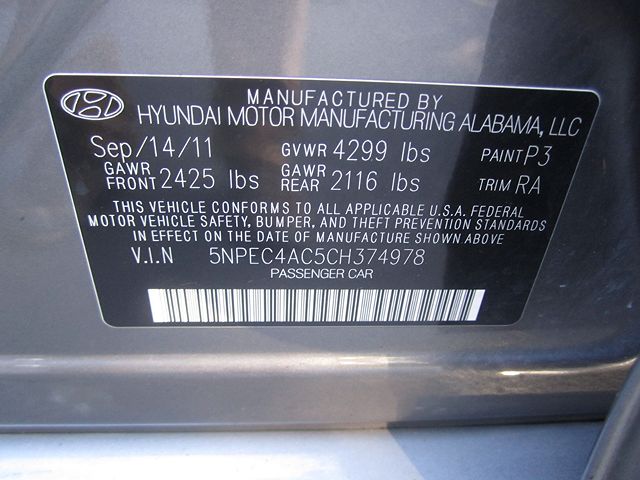 MANUFACTURED BY
HYUNDAI MOTOR MANUFACTURING ALABAMA, LLC
Sep/14/11 GVWR 4299 lbs PAINT P3
GAWR FRONT 2425 lbs GAWR REAR 2116 lbs TRIM RA
THIS VEHICLE CONFORMS TO ALL APPLICABLE U.S.A. FEDERAL
MOTOR VEHICLE SAFETY, BUMPER, AND THEFT PREVENTION STANDARDS
IN EFFECT ON THE DATE OF MANUFACTURE SHOWN ABOVE.
V.I.N 5NPEC4AC5CH374978
PASSENGER CAR